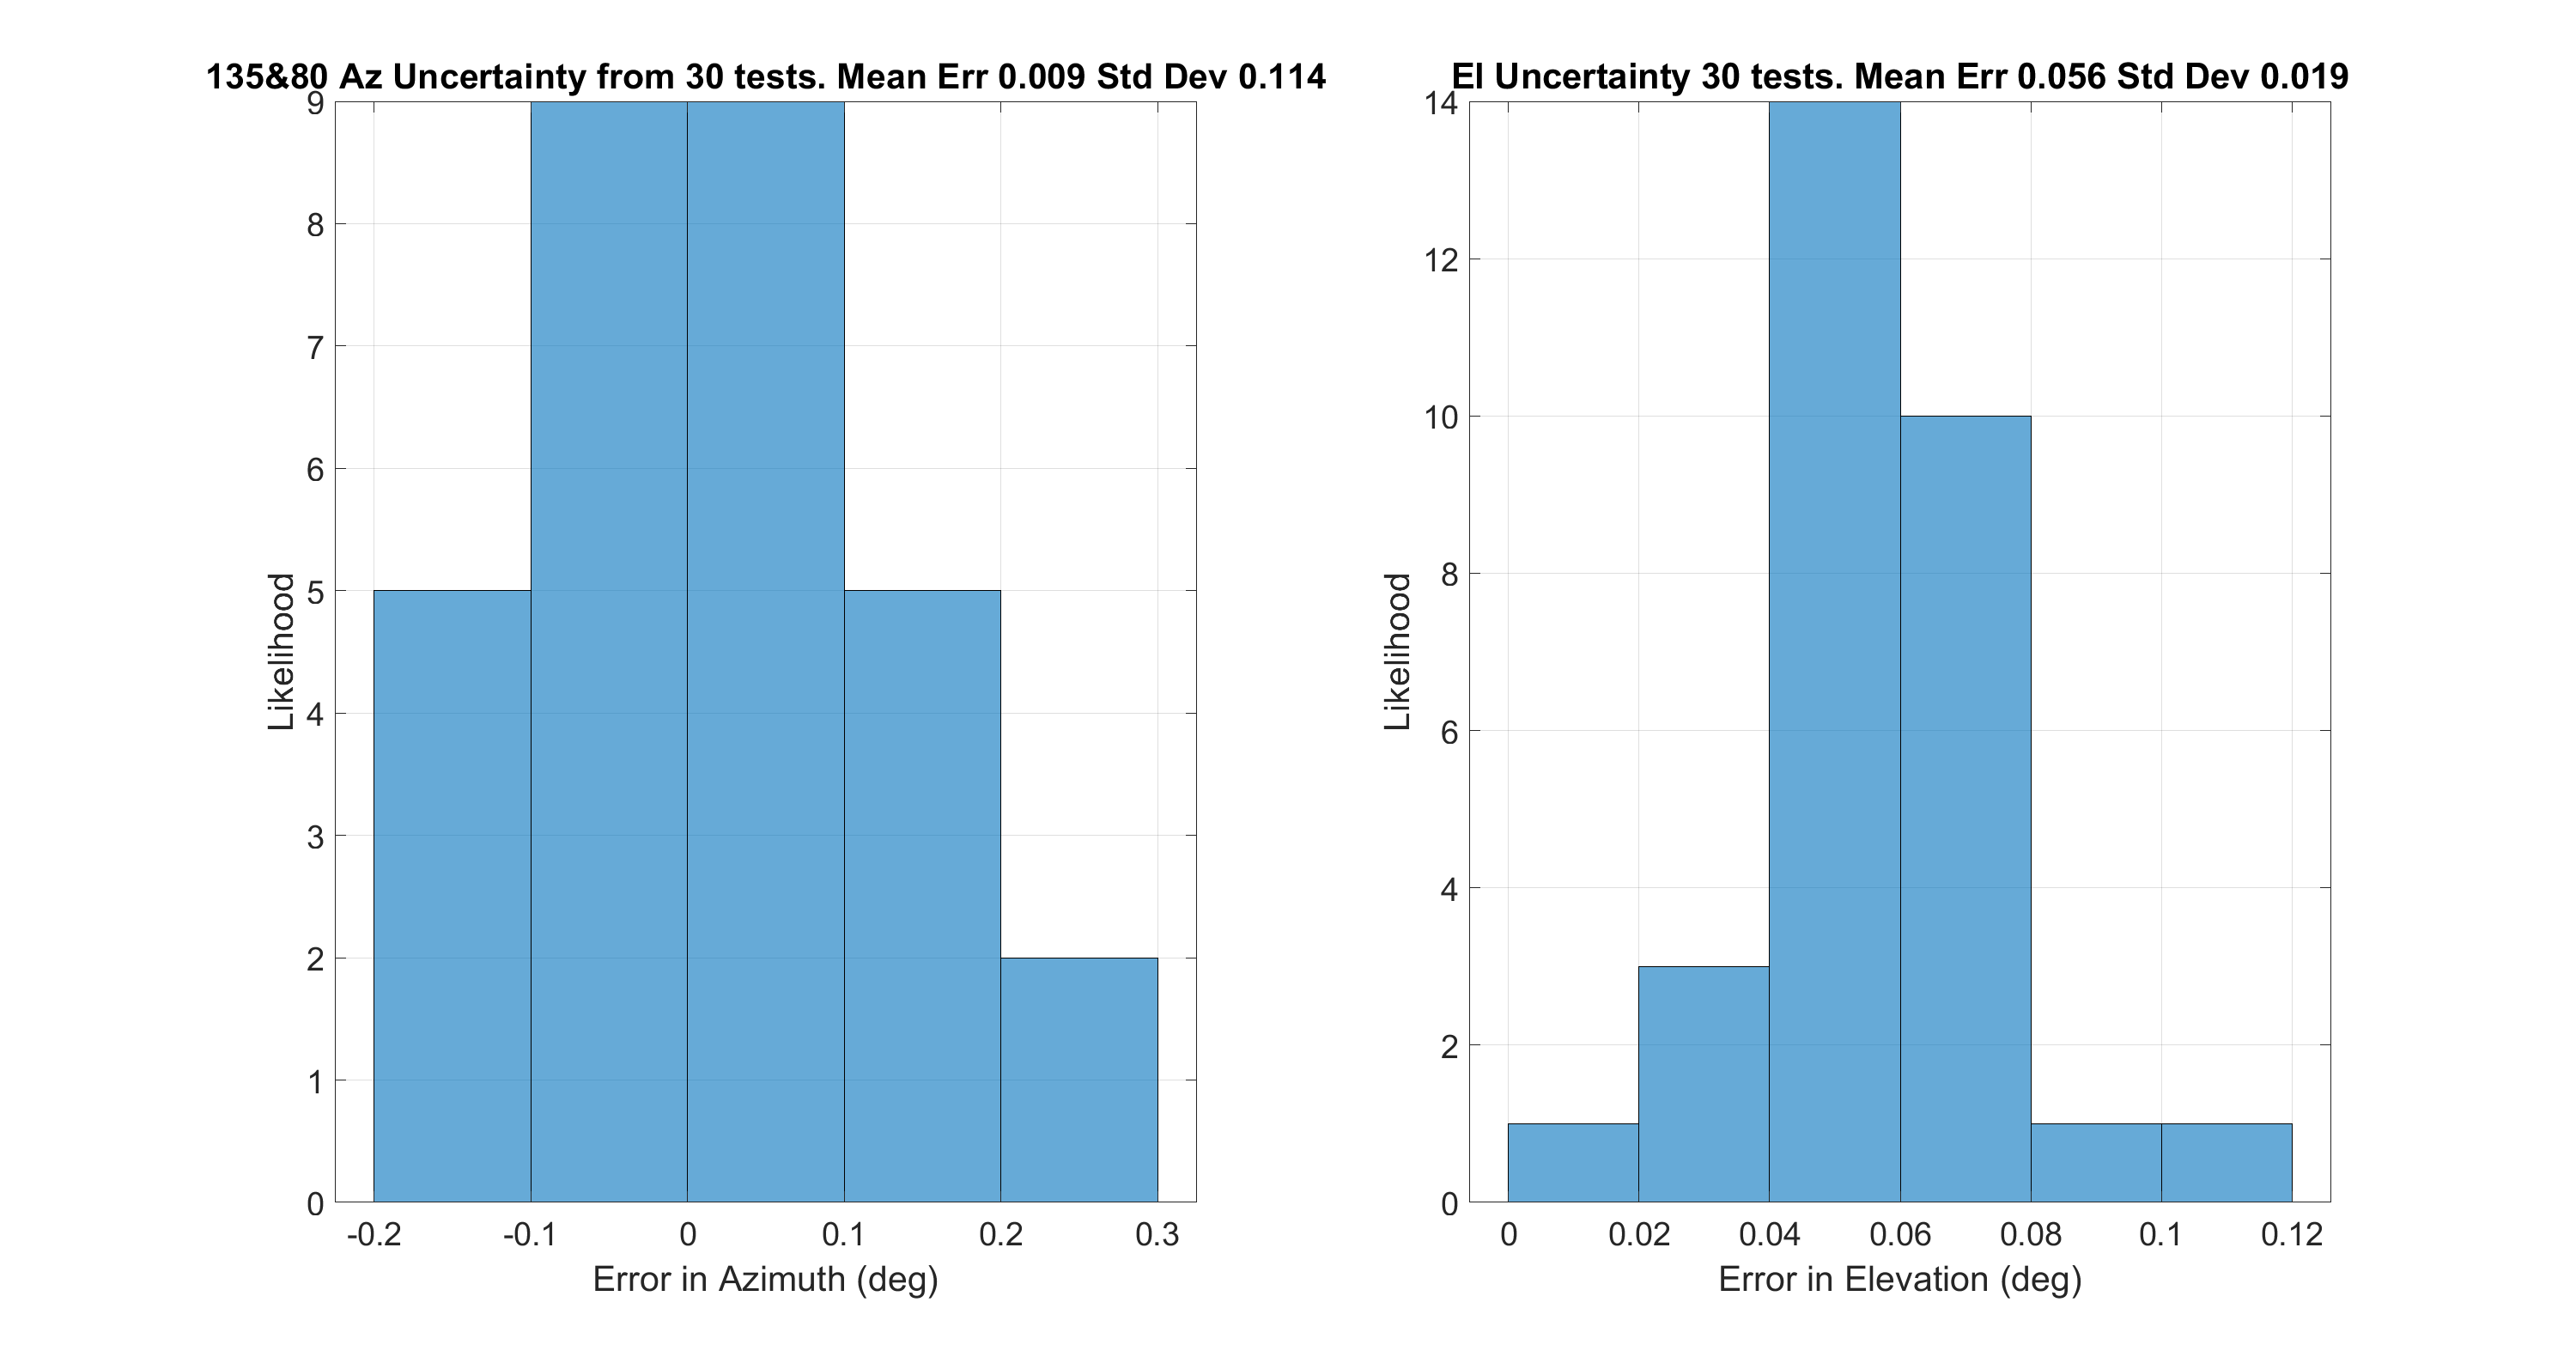 135&80 Az Uncertainty from 30 tests. Mean Err 0.009 Std Dev 0.114
9
8
7
6
5
4
3
2
1
0
Likelihood
-0.2 -0.1 0 0.1 0.2 0.3
Error in Azimuth (deg)
El Uncertainty 30 tests. Mean Err 0.056 Std Dev 0.019
14
12
10
8
6
4
2
0
Likelihood
0 0.02 0.04 0.06 0.08 0.1 0.12
Error in Elevation (deg)